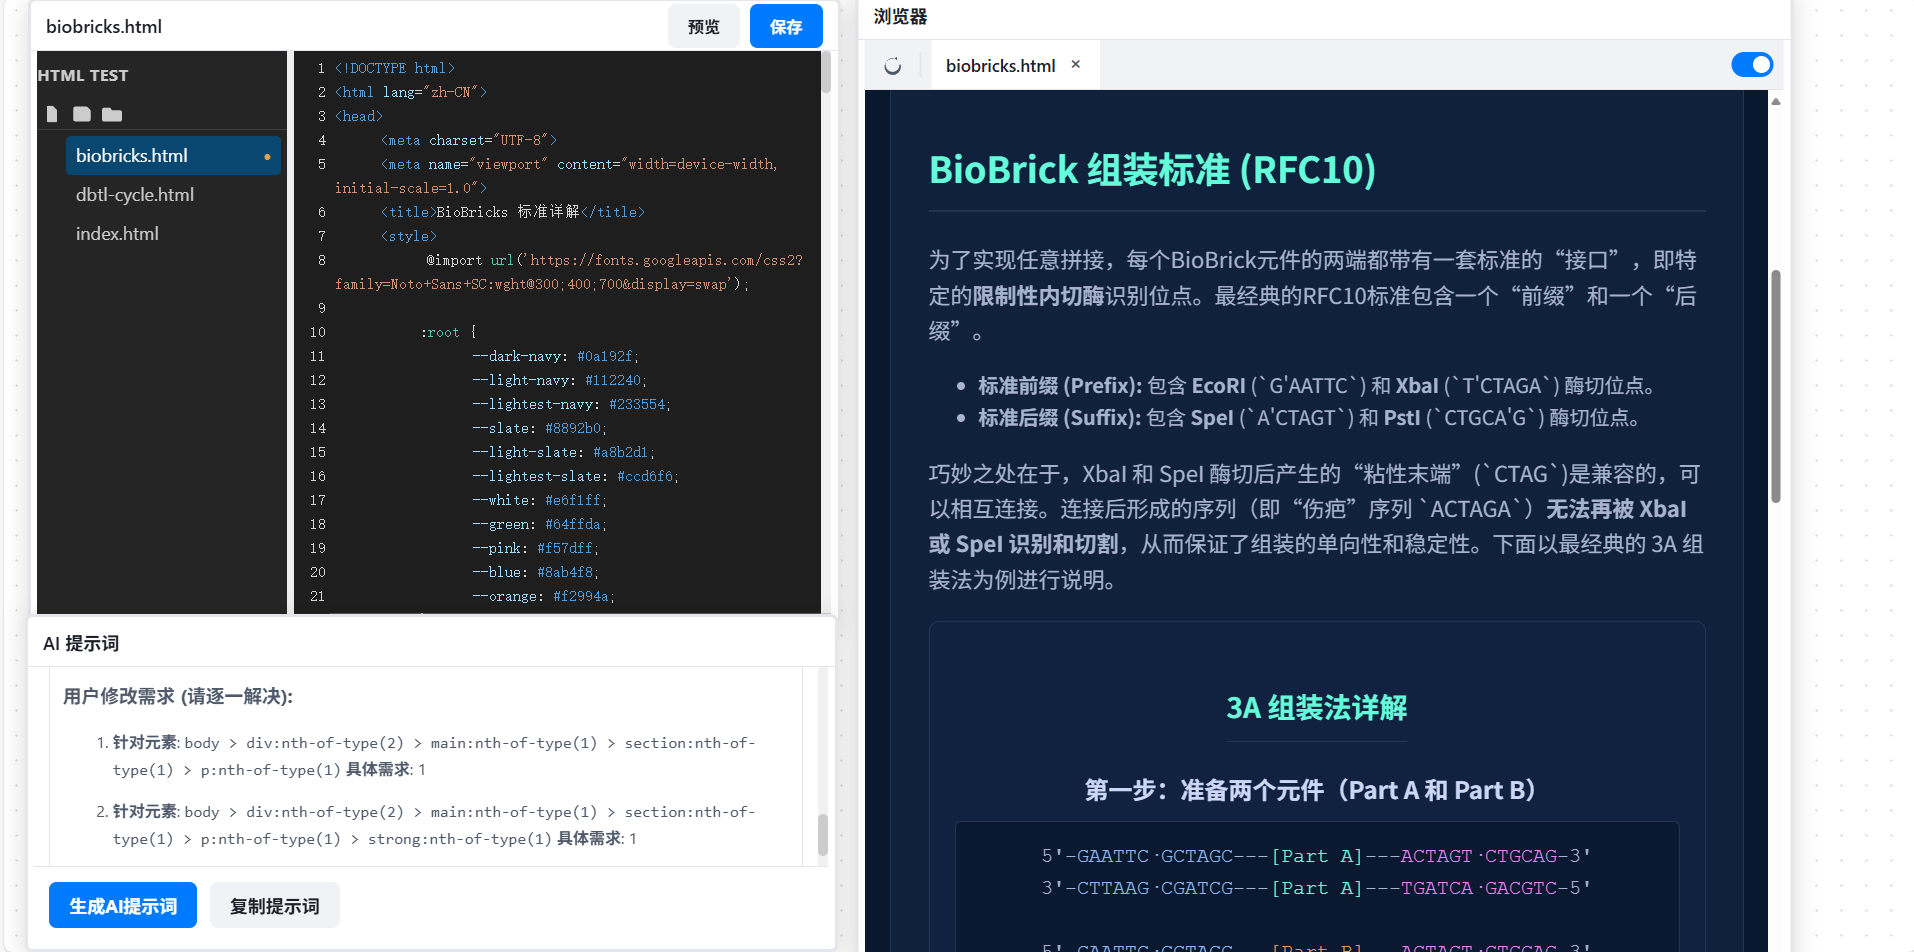 biobricks.html
预览
保存
HTML TEST
biobricks.html
dbtl-cycle.html
index.html
1 <!DOCTYPE html>
2 <html lang="zh-CN">
3 <head>
4 <meta charset="UTF-8">
5 <meta name="viewport" content="width=device-width,
initial-scale=1.0">
6 <title>BioBricks 标准详解</title>
7 <style>
8 @import url('https://fonts.googleapis.com/css2?
family=Noto+Sans+SC:wght@300;400;700&display=swap');
9
10 :root {
11 --dark-navy: #0a192f;
12 --light-navy: #112240;
13 --lightest-navy: #233554;
14 --slate: #8892b0;
15 --light-slate: #a8b2d1;
16 --lightest-slate: #ccd6f6;
17 --white: #e6f1ff;
18 --green: #64ffda;
19 --pink: #f57dff;
20 --blue: #8ab4f8;
21 --orange: #f2994a;
AI 提示词
用户修改需求 (请逐一解决):
1. 针对元素: body > div:nth-of-type(2) > main:nth-of-type(1) > section:nth-of-
type(1) > p:nth-of-type(1) 具体需求: 1
2. 针对元素: body > div:nth-of-type(2) > main:nth-of-type(1) > section:nth-of-
type(1) > p:nth-of-type(1) > strong:nth-of-type(1) 具体需求: 1
生成AI提示词
复制提示词
浏览器
biobricks.html ×
BioBrick 组装标准 (RFC10)
为了实现任意拼接，每个BioBrick元件的两端都带有一套标准的“接口”，即特
定的限制性内切酶识别位点。最经典的RFC10标准包含一个“前缀”和一个“后
缀”。
• 标准前缀 (Prefix): 包含 EcoRI (`G'AATTC`) 和 XbaI (`T'CTAGA`) 酶切位点。
• 标准后缀 (Suffix): 包含 SpeI (`A'CTAGT`) 和 PstI (`CTGCA'G`) 酶切位点。
巧妙之处在于，XbaI 和 SpeI 酶切后产生的“粘性末端”(`CTAG`)是兼容的，可
以相互连接。连接后形成的序列（即“伤疤”序列 `ACTAGA`）无法再被 XbaI
或 SpeI 识别和切割，从而保证了组装的单向性和稳定性。下面以最经典的 3A 组
装法为例进行说明。
3A 组装法详解
第一步：准备两个元件（Part A 和 Part B）
5'-GAATTC·GCTAGC---[Part A]---ACTAGT·CTGCAG-3'
3'-CTTAAG·CGATCG---[Part A]---TGATCA·GACGTC-5'
5'-GAATTC·GCTAGC---[Part B]---ACTAGT·CTGCAG-3'